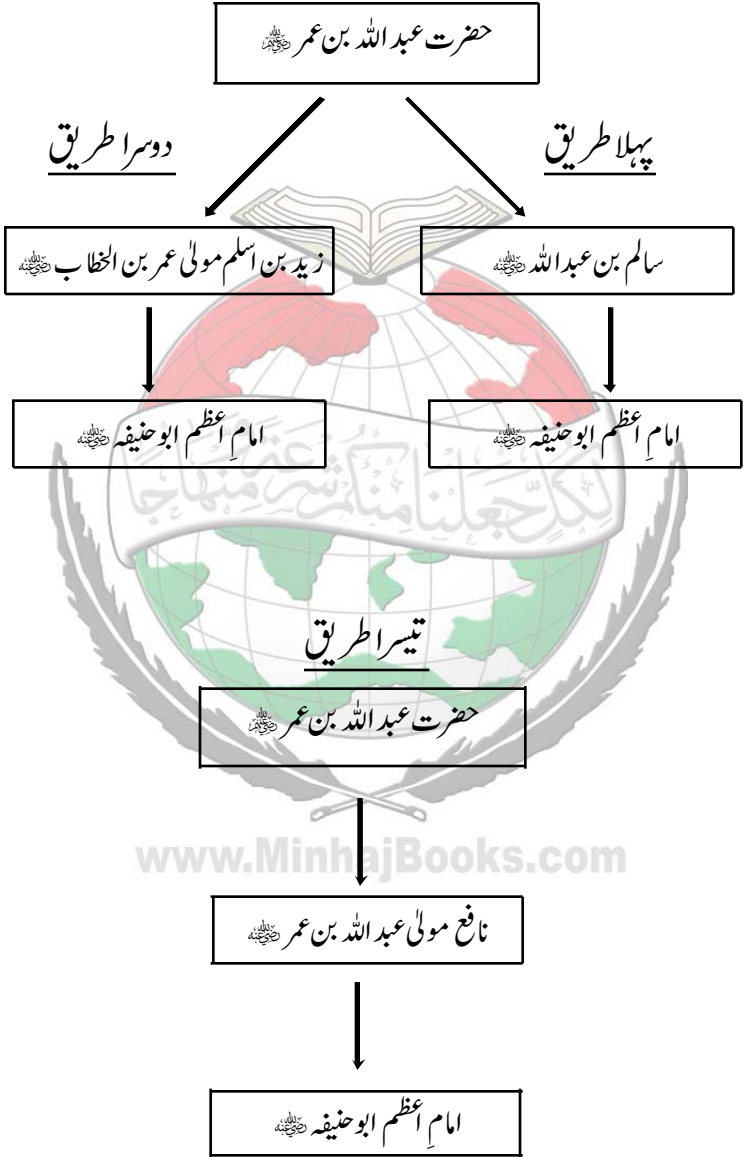 حضرت عبد اللہ بن عمر رضی اللہ عنہما
پہلا طریق
دوسرا طریق
سالم بن عبد اللہ رضی اللہ عنہ
زید بن اسلم مولیٰ عمر بن الخطاب رضی اللہ عنہ
امامِ اعظم ابو حنیفہ رضی اللہ عنہ
امامِ اعظم ابو حنیفہ رضی اللہ عنہ
لِكُلٍّ جَعَلْنَا مِنْكُمْ شِرْعَةً وَمِنْهَاجًا
تیسرا طریق
حضرت عبد اللہ بن عمر رضی اللہ عنہما
www.MinhajBooks.com
نافع مولیٰ عبد اللہ بن عمر رضی اللہ عنہ
امامِ اعظم ابو حنیفہ رضی اللہ عنہ